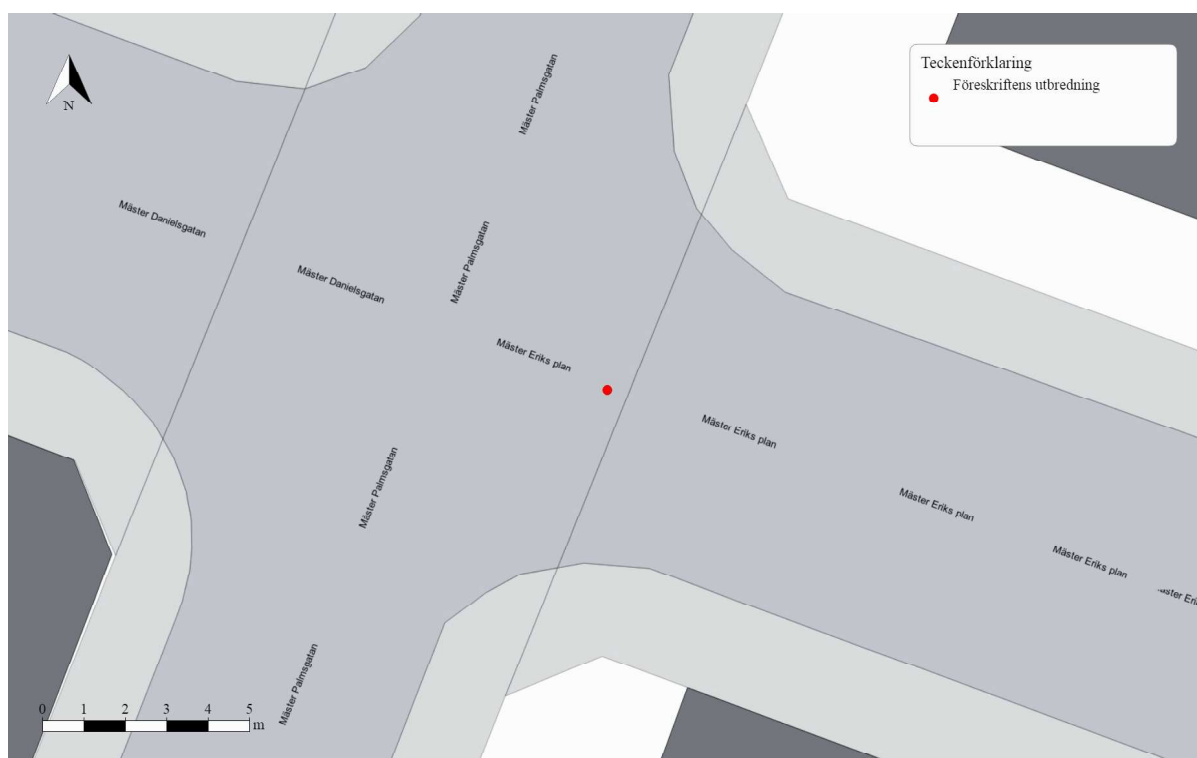 Mäster Palmsgatan
Teckenförklaring
Föreskriftens utbredning
N
Mäster Danielsgatan
Mäster Palmsgatan
Mäster Danielsgatan
Mäster Eriks plan
Mäster Eriks plan
Mäster Palmsgatan
Mäster Eriks plan
Mäster Eriks plan
Mäster Palmsgatan
0 1 2 3 4 5
m